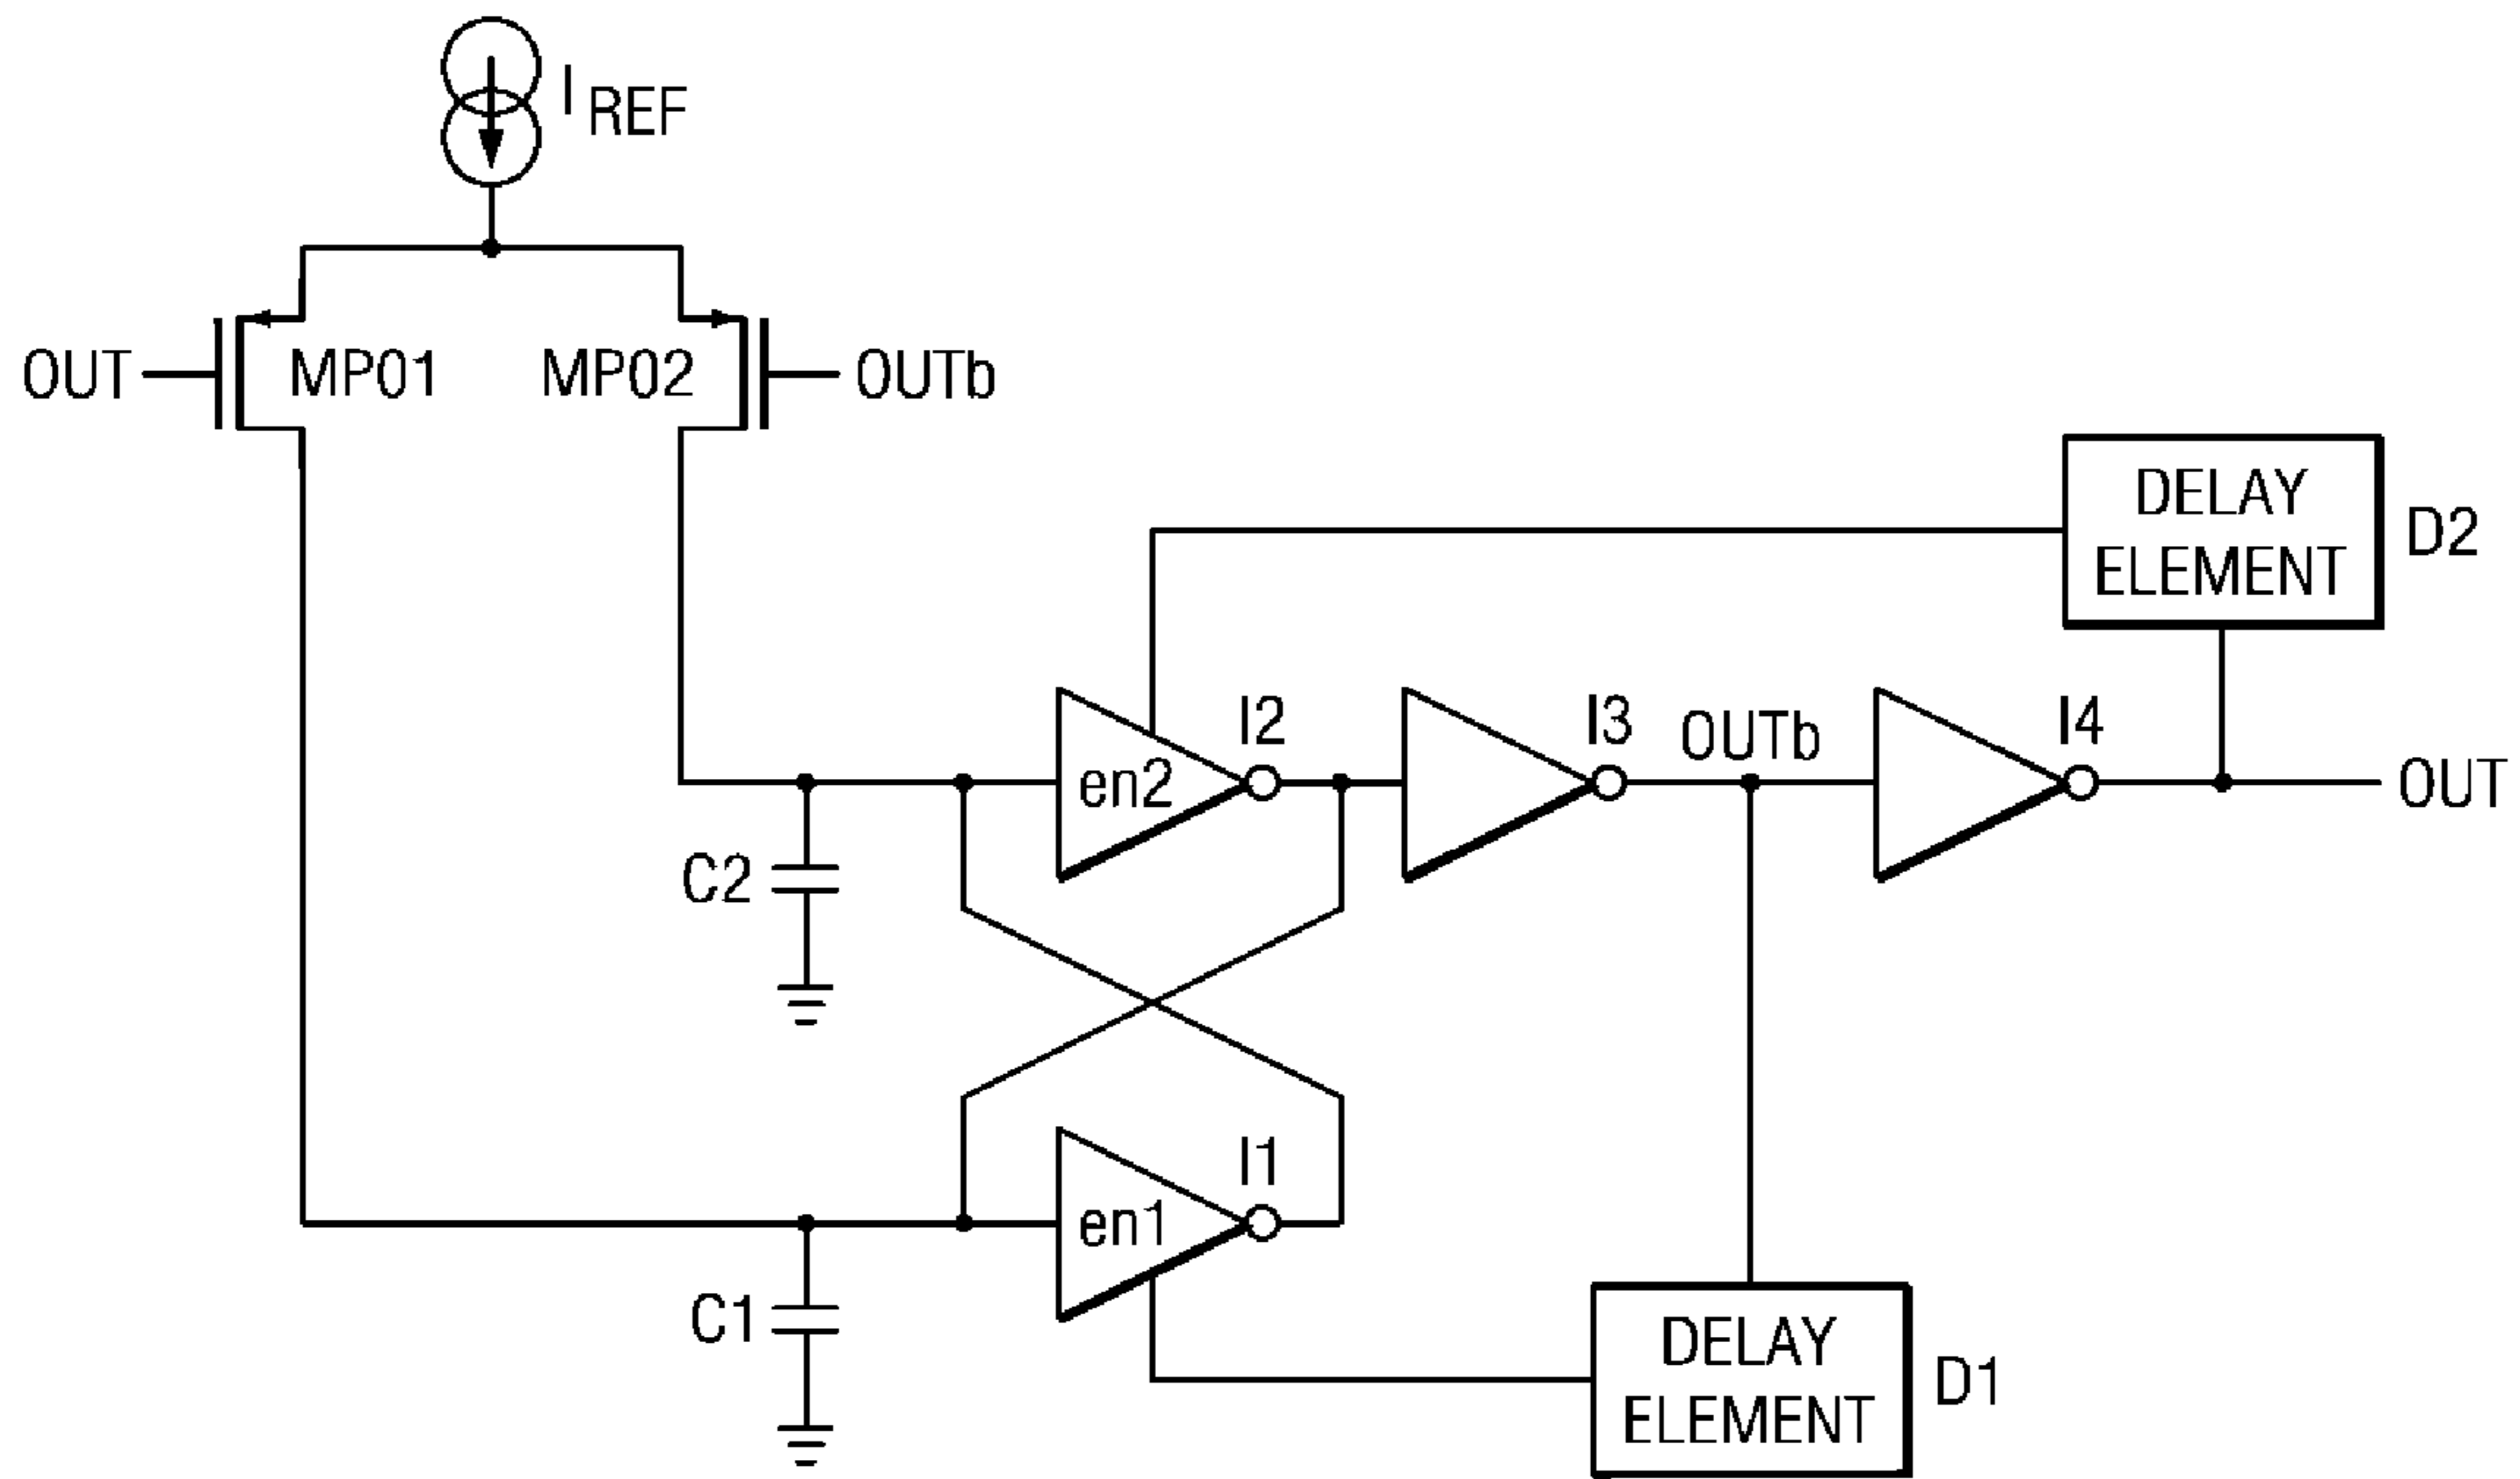 I REF
OUT
MP01
MP02
OUTb
DELAY
ELEMENT
D2
I2
I3
OUTb
I4
en2
OUT
C2
I1
en1
C1
DELAY
ELEMENT
D1